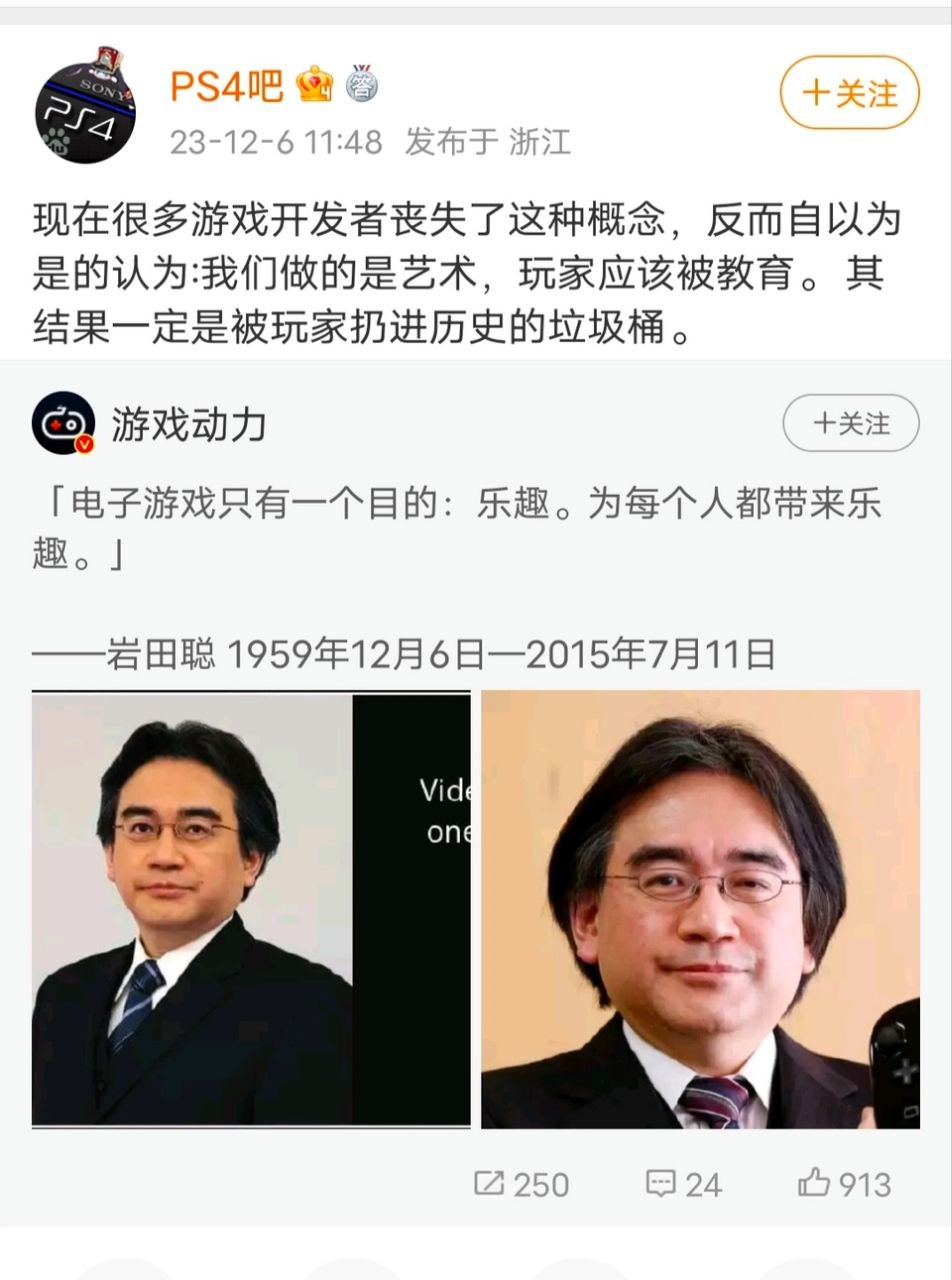 SONY
PS4
PS4吧
4
答
+关注
23-12-6 11:48 发布于 浙江
现在很多游戏开发者丧失了这种概念，反而自以为
是的认为:我们做的是艺术，玩家应该被教育。其
结果一定是被玩家扔进历史的垃圾桶。
游戏动力
V
+关注
「电子游戏只有一个目的：乐趣。为每个人都带来乐
趣。」
——岩田聪 1959年12月6日—2015年7月11日
Vide
one
250
24
913